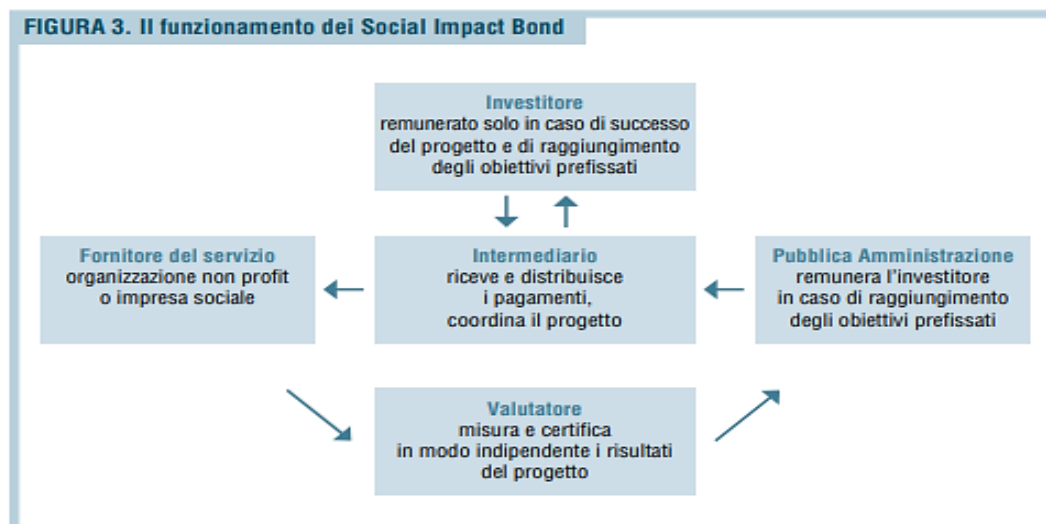 FIGURA 3. Il funzionamento dei Social Impact Bond
Investitore
remunerato solo in caso di successo
del progetto e di raggiungimento
degli obiettivi prefissati
Fornitore del servizio
organizzazione non profit
o impresa sociale
Intermediario
riceve e distribuisce
i pagamenti,
coordina il progetto
Pubblica Amministrazione
remunera l'investitore
in caso di raggiungimento
degli obiettivi prefissati
Valutatore
misura e certifica
in modo indipendente i risultati
del progetto